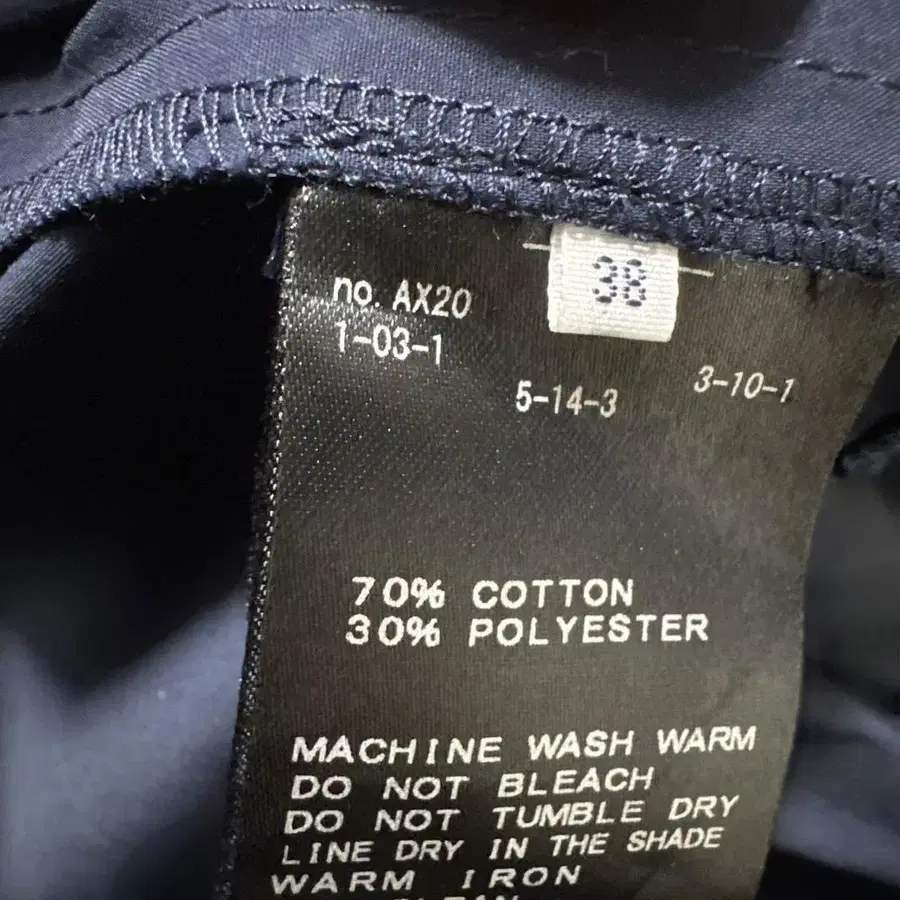 38
no. AX20
1-03-1
5-14-3
3-10-1
70% COTTON
30% POLYESTER
MACHINE WASH WARM
DO NOT BLEACH
DO NOT TUMBLE DRY
LINE DRY IN THE SHADE
WARM IRON